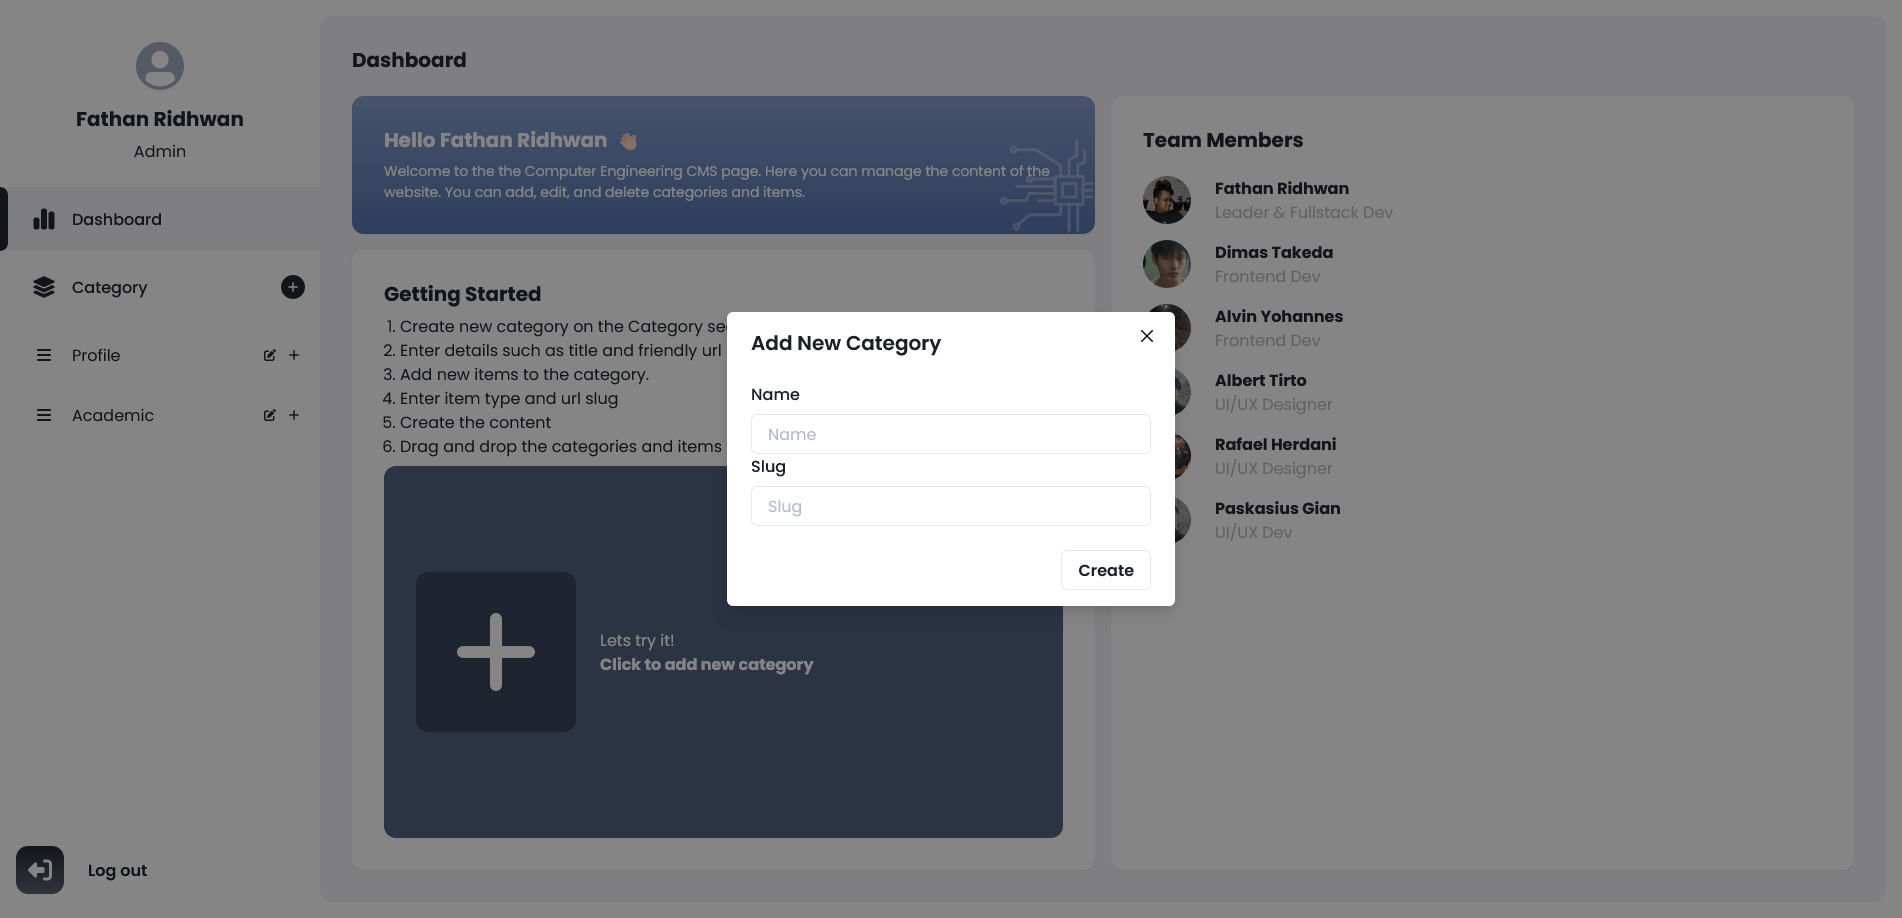 Fathan Ridhwan
Admin
Dashboard
Category
Profile
Academic
Log out
Dashboard
Hello Fathan Ridhwan 👋🏼
Welcome to the the Computer Engineering CMS page. Here you can manage the content of the
website. You can add, edit, and delete categories and items.
Getting Started
1. Create new category on the Category se
2. Enter details such as title and friendly url
3. Add new items to the category.
4. Enter item type and url slug
5. Create the content
6. Drag and drop the categories and items
Lets try it!
Click to add new category
Add New Category
Name
Name
Slug
Slug
Create
Team Members
Fathan Ridhwan
Leader & Fullstack Dev
Dimas Takeda
Frontend Dev
Alvin Yohannes
Frontend Dev
Albert Tirto
UI/UX Designer
Rafael Herdani
UI/UX Designer
Paskasius Gian
UI/UX Dev